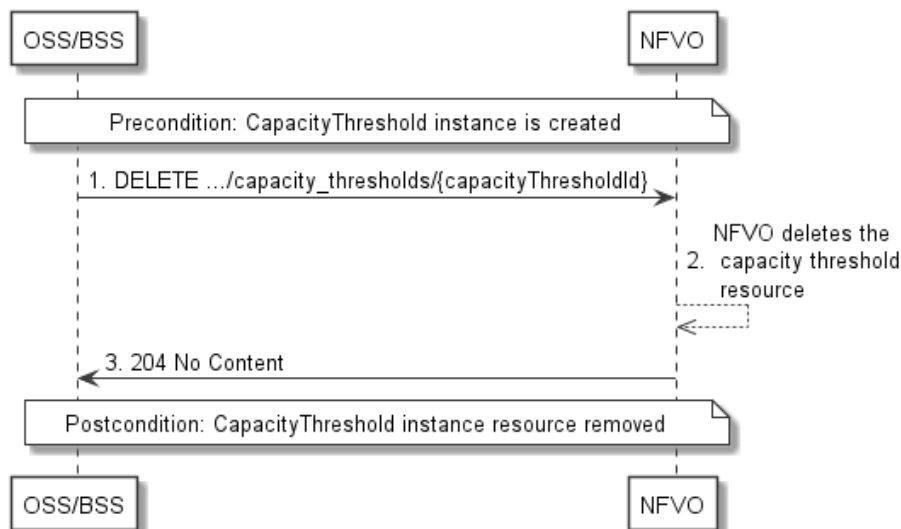 OSS/BSS
NFVO
Precondition: CapacityThreshold instance is created
1. DELETE .../capacity_thresholds/{capacityThresholdId}
NFVO deletes the
2. capacity threshold
resource
3. 204 No Content
Postcondition: CapacityThreshold instance resource removed
OSS/BSS
NFVO